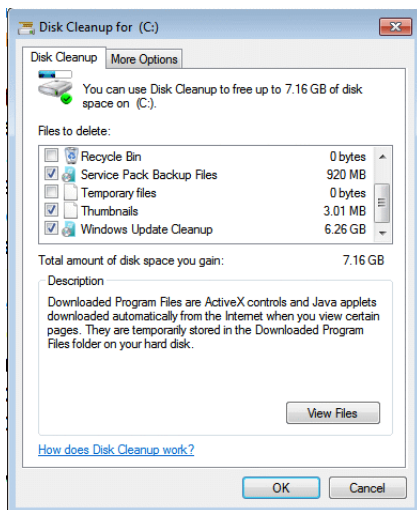 Disk Cleanup for (C:)
Disk Cleanup
More Options
You can use Disk Cleanup to free up to 7.16 GB of disk
space on (C:).
Files to delete:
Recycle Bin 0 bytes
Service Pack Backup Files 920 MB
Temporary files 0 bytes
Thumbnails 3.01 MB
Windows Update Cleanup 6.26 GB
Total amount of disk space you gain: 7.16 GB
Description
Downloaded Program Files are ActiveX controls and Java applets
downloaded automatically from the Internet when you view certain
pages. They are temporarily stored in the Downloaded Program
Files folder on your hard disk.
View Files
How does Disk Cleanup work?
OK Cancel